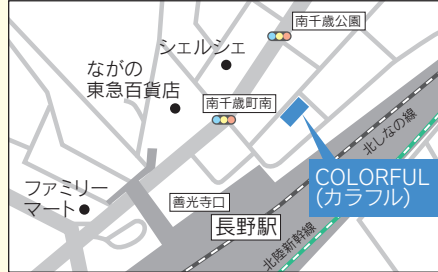 南千歳公園
シェルシェ
ながの
東急百貨店
南千歳町南
北しなの線
COLORFUL
(カラフル)
ファミリー
マート
善光寺口
長野駅
北陸新幹線